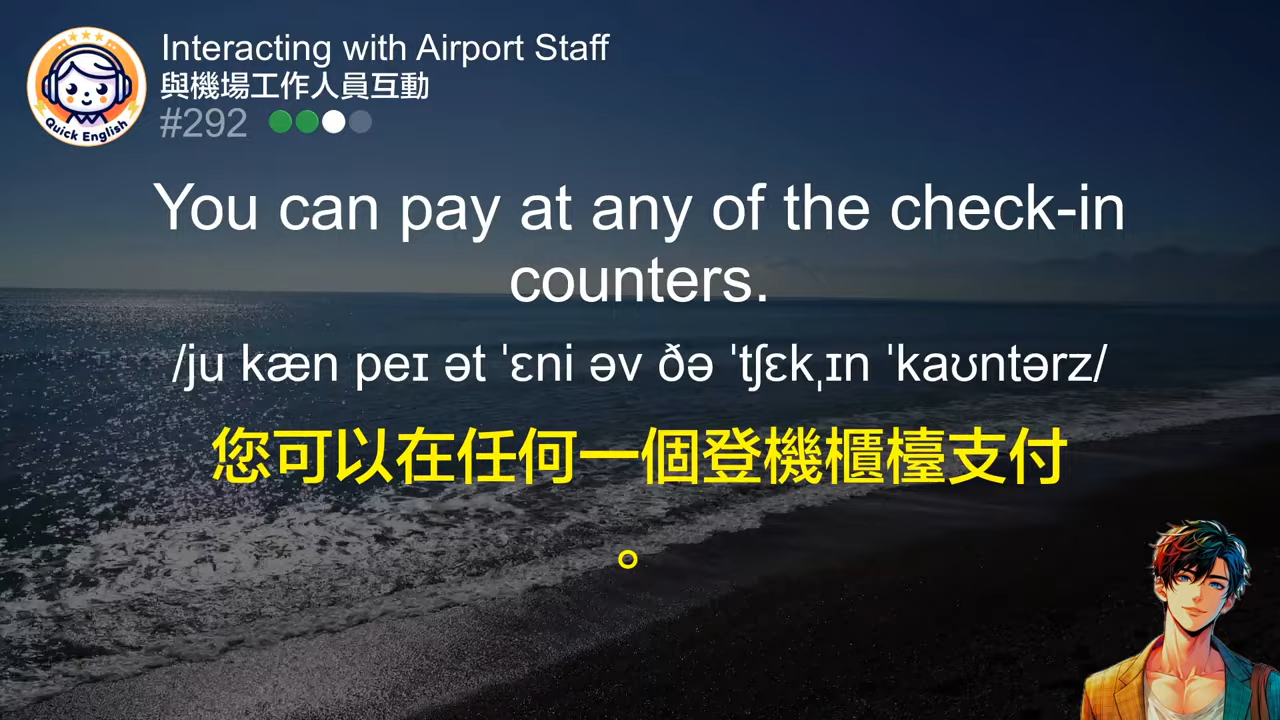 Interacting with Airport Staff
與機場工作人員互動
#292
Quick English
You can pay at any of the check-in
counters.
/ju kæn peɪ ət ˈɛni əv ðə ˈtʃɛkˌɪn ˈkaʊntərz/
您可以在任何一個登機櫃檯支付
。